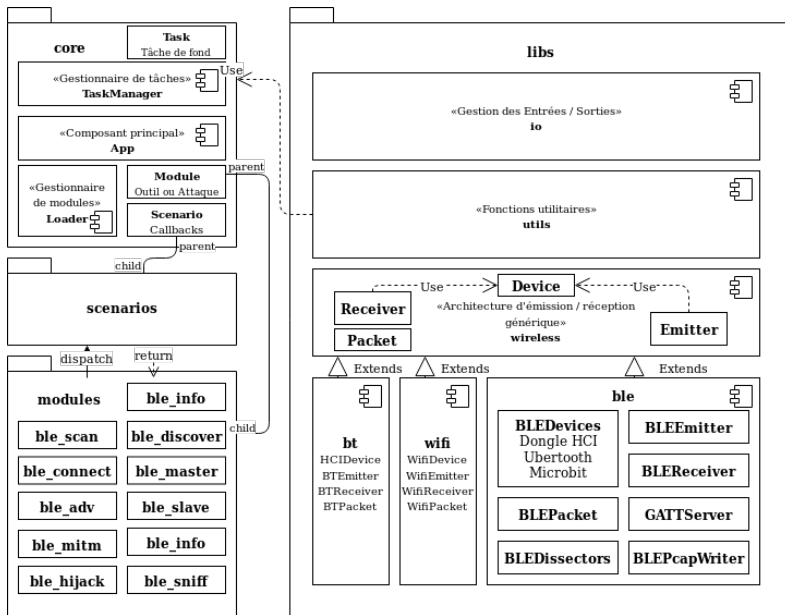 core
Task
Tâche de fond
«Gestionnaire de tâches»
TaskManager
Use
«Composant principal»
App
«Gestionnaire
de modules»
Loader
Module
Outil ou Attaque
parent
Scenario
Callbacks
parent
child
scenarios
dispatch
return
modules
ble_info
ble_scan
ble_discover
child
ble_connect
ble_master
ble_adv
ble_slave
ble_mitm
ble_info
ble_hijack
ble_sniff
libs
«Gestion des Entrées / Sorties»
io
«Fonctions utilitaires»
utils
Use
Device
Use
Receiver
Packet
«Architecture d'émission / réception
générique»
wireless
Emitter
Extends
Extends
Extends
bt
HCIDevice
BTEmitter
BTReceiver
BTPacket
wifi
WifiDevice
WifiEmitter
WifiReceiver
WifiPacket
ble
BLEDevices
Dongle HCI
Ubertooth
Microbit
BLEEmitter
BLEReceiver
BLEPacket
GATTServer
BLEDissectors
BLEPcapWriter